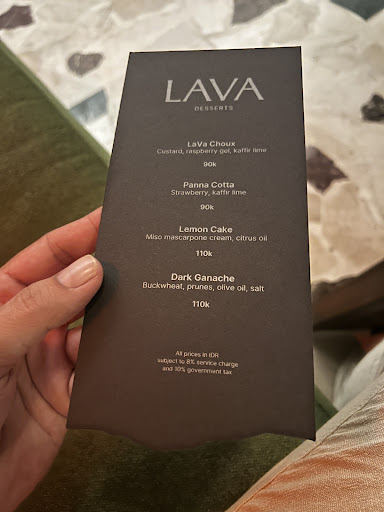 LAVA
DESSERTS
LaVa Choux
Custard, raspberry gel, kaffir lime
90k
Panna Cotta
Strawberry, kaffir lime
90k
Lemon Cake
Miso mascarpone cream, citrus oil
110k
Dark Ganache
Buckwheat, prunes, olive oil, salt
110k
All prices in IDR
subject to 8% service charge
and 10% government tax